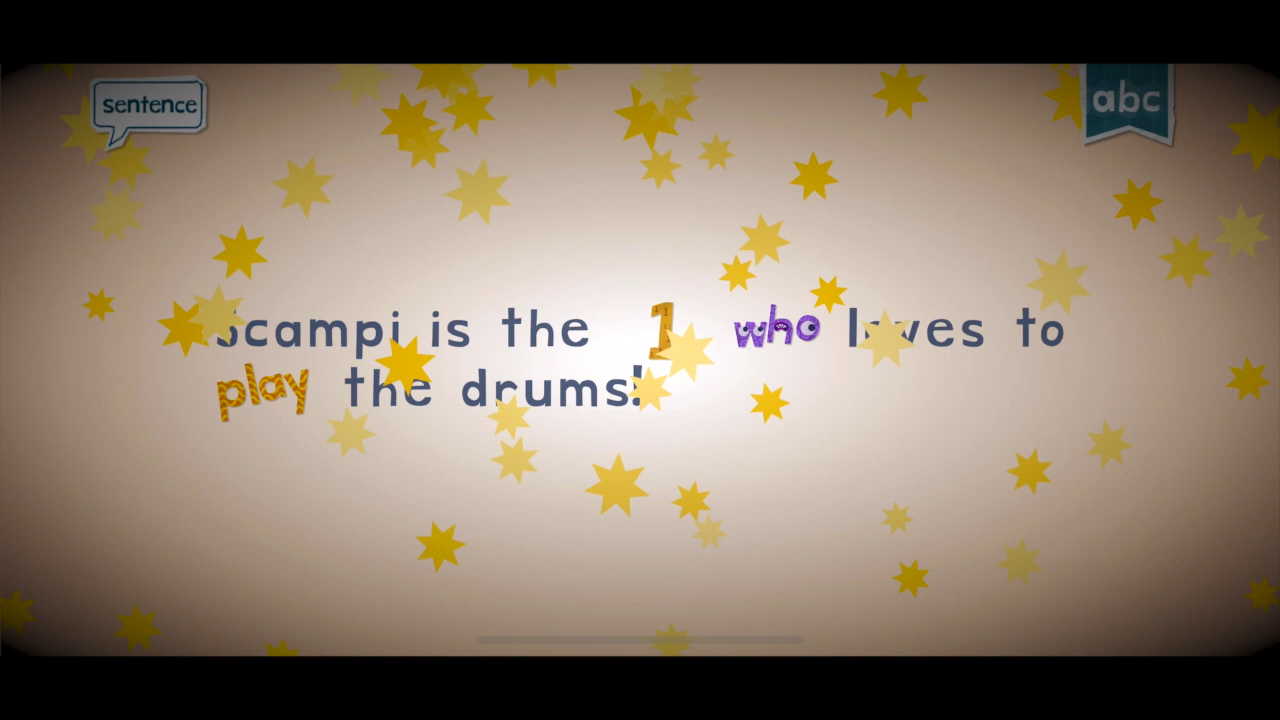 sentence
abc
Scampi is the 1 who loves to
play the drums!